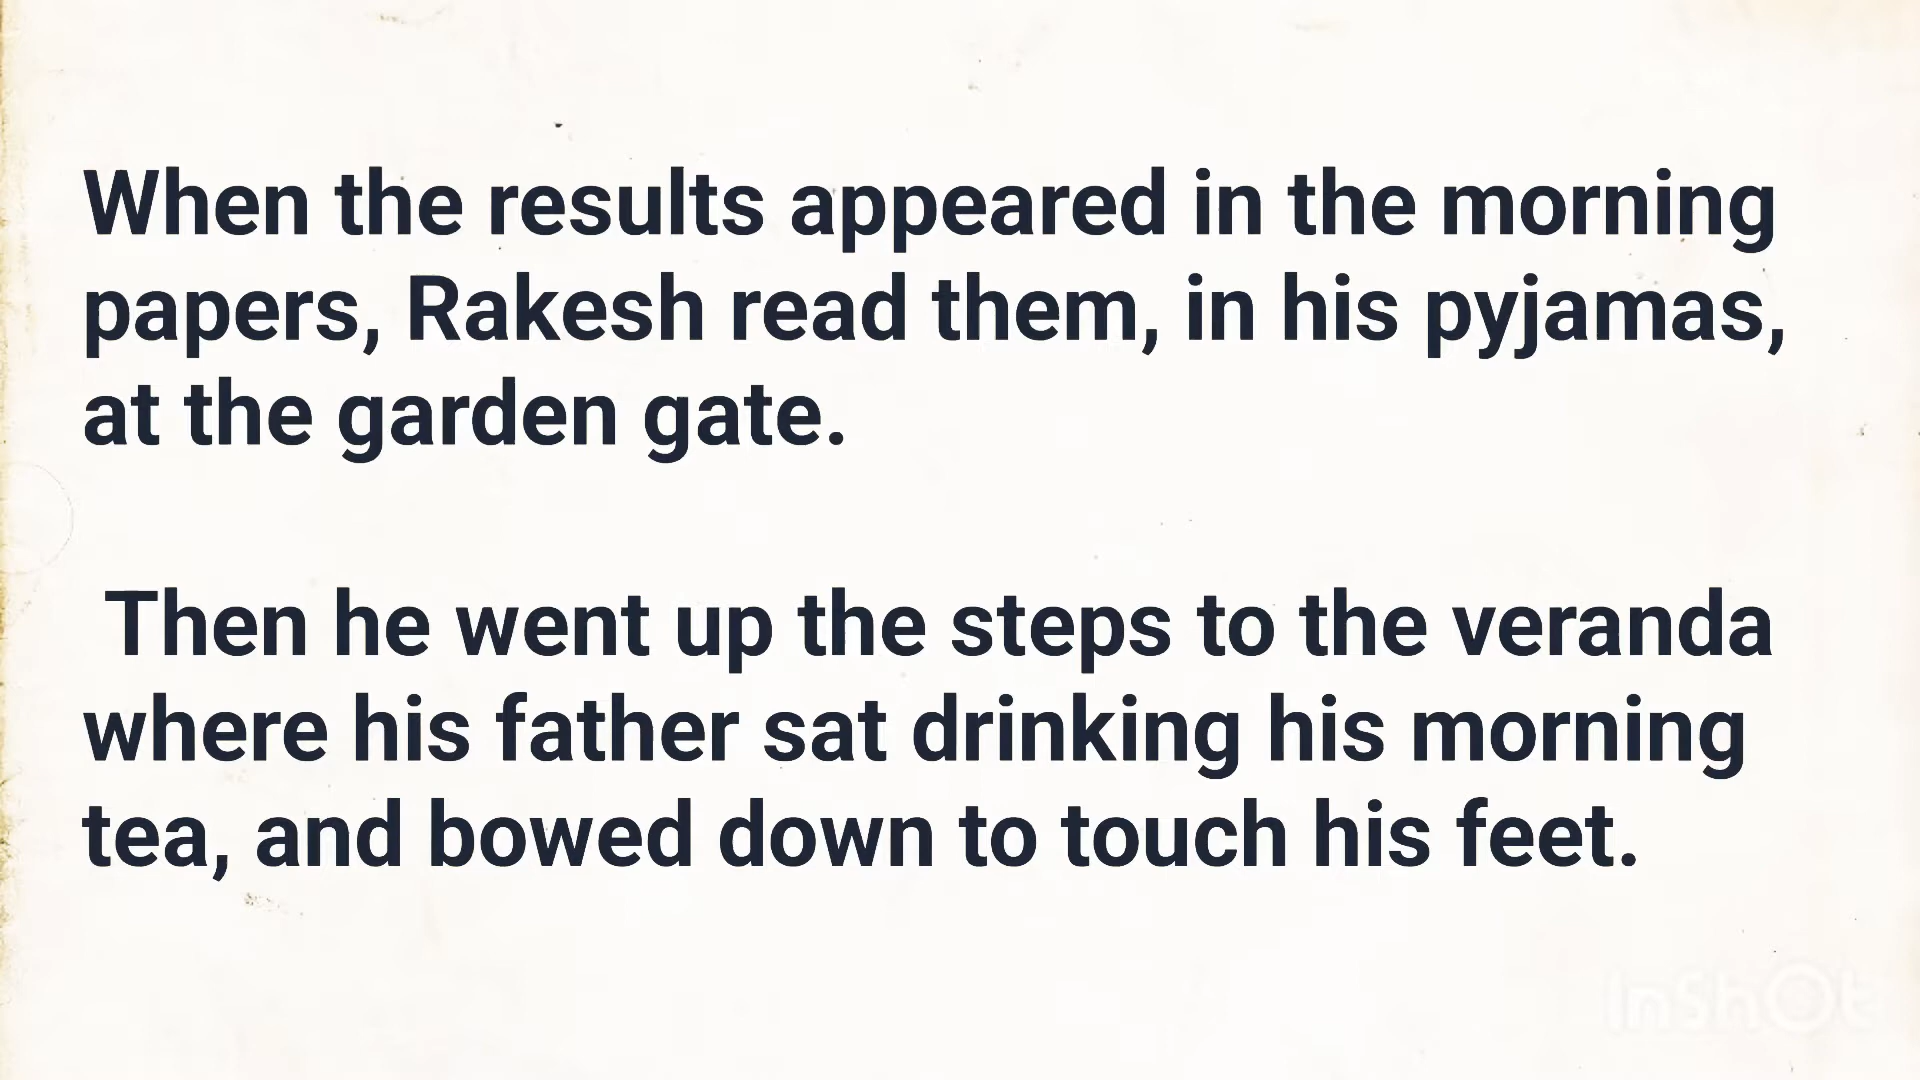 When the results appeared in the morning
papers, Rakesh read them, in his pyjamas,
at the garden gate.
Then he went up the steps to the veranda
where his father sat drinking his morning
tea, and bowed down to touch his feet.
InShOt